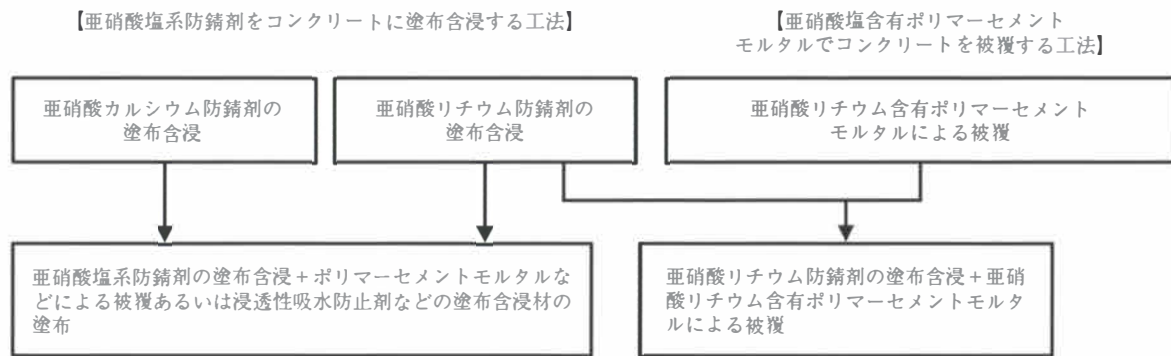 【亜硝酸塩系防錆剤をコンクリートに塗布含浸する工法】
【亜硝酸塩含有ポリマーセメント
モルタルでコンクリートを被覆する工法】
亜硝酸カルシウム防錆剤の
塗布含浸
亜硝酸リチウム防錆剤の
塗布含浸
亜硝酸リチウム含有ポリマーセメント
モルタルによる被覆
亜硝酸塩系防錆剤の塗布含浸+ポリマーセメントモルタルな
どによる被覆あるいは浸透性吸水防止剤などの塗布含浸材の
塗布
亜硝酸リチウム防錆剤の塗布含浸+亜硝
酸リチウム含有ポリマーセメントモルタ
ルによる被覆